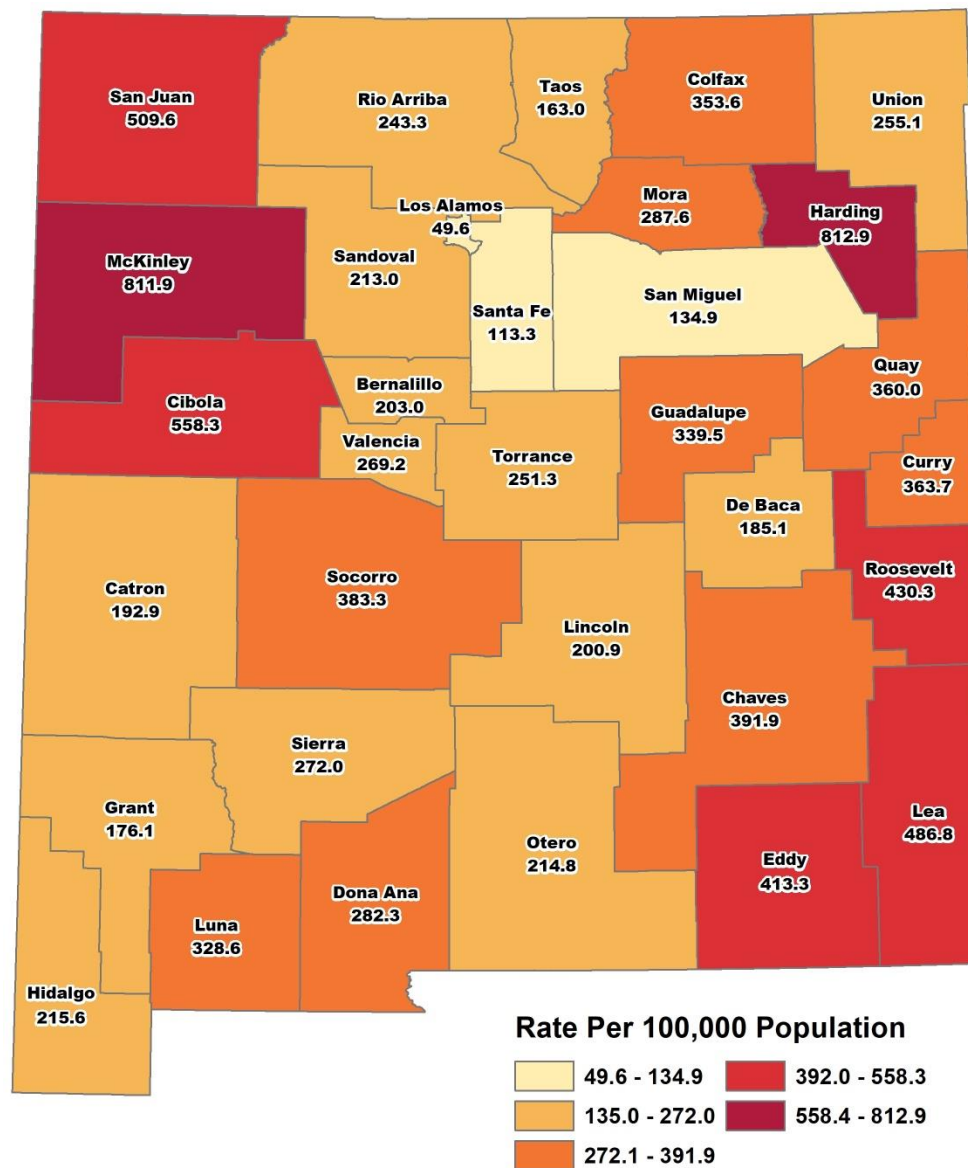 San Juan
509.6
Rio Arriba
243.3
Taos
163.0
Colfax
353.6
Union
255.1
Los Alamos
49.6
Mora
287.6
Harding
812.9
McKinley
811.9
Sandoval
213.0
Santa Fe
113.3
San Miguel
134.9
Quay
360.0
Cibola
558.3
Bernalillo
203.0
Valencia
269.2
Torrance
251.3
Guadalupe
339.5
Curry
363.7
De Baca
185.1
Roosevelt
430.3
Catron
192.9
Socorro
383.3
Lincoln
200.9
Chaves
391.9
Sierra
272.0
Grant
176.1
Otero
214.8
Lea
486.8
Eddy
413.3
Dona Ana
282.3
Luna
328.6
Hidalgo
215.6
Rate Per 100,000 Population
49.6 - 134.9
392.0 - 558.3
135.0 - 272.0
558.4 - 812.9
272.1 - 391.9